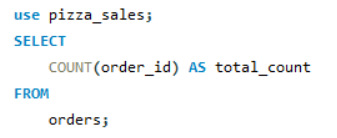 use pizza_sales;
SELECT
    COUNT(order_id) AS total_count
FROM
    orders;